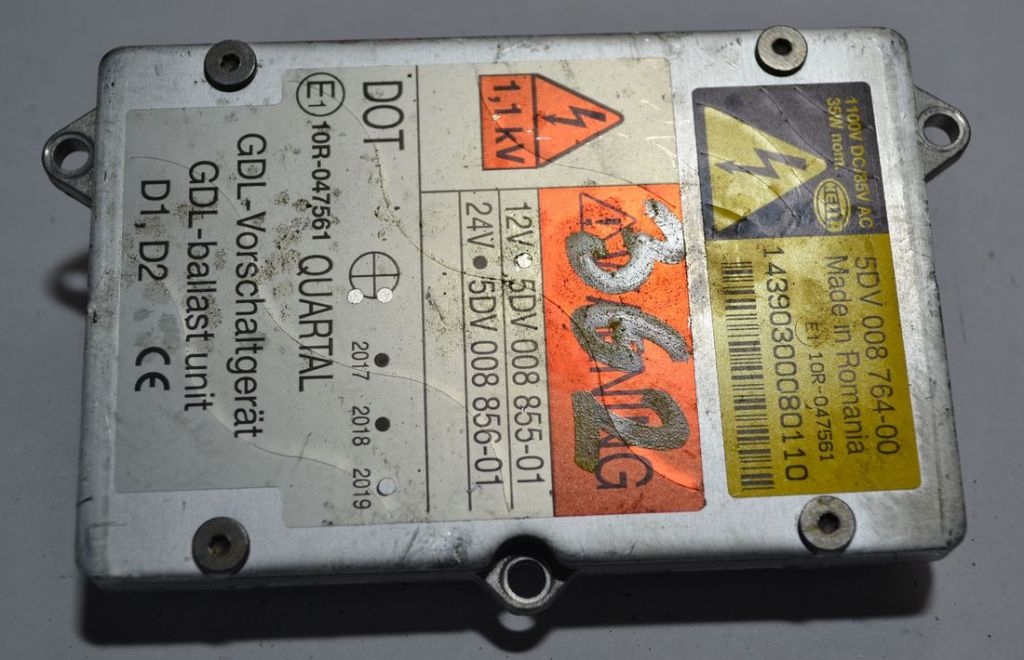 1100V DC/85V AC
35W nom.
HELLA
5DV 008 764-00
Made in Romania
E1 10R-047561
14390300080110
1,1 kV
WARNING
362
12V 5DV 008 855-01
24V 5DV 008 856-01
DOT
2017 2018 2019
E1 10R-047561 QUARTAL
GDL-Vorschaltgerät
GDL-ballast unit
D1, D2
CE